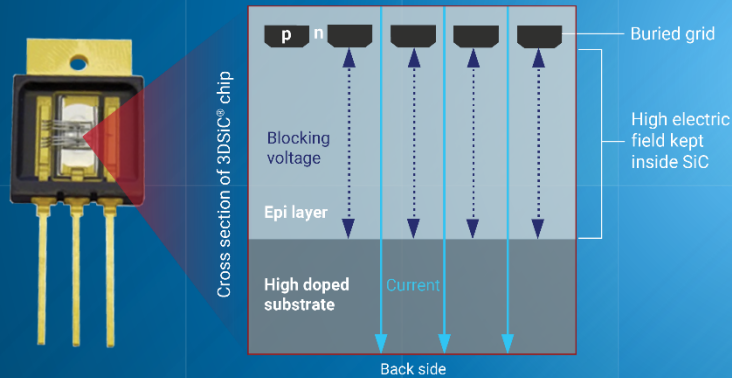 Cross section of 3DSiC® chip
p n
Buried grid
Blocking
voltage
High electric
field kept
inside SiC
Epi layer
High doped
substrate
Current
Back side